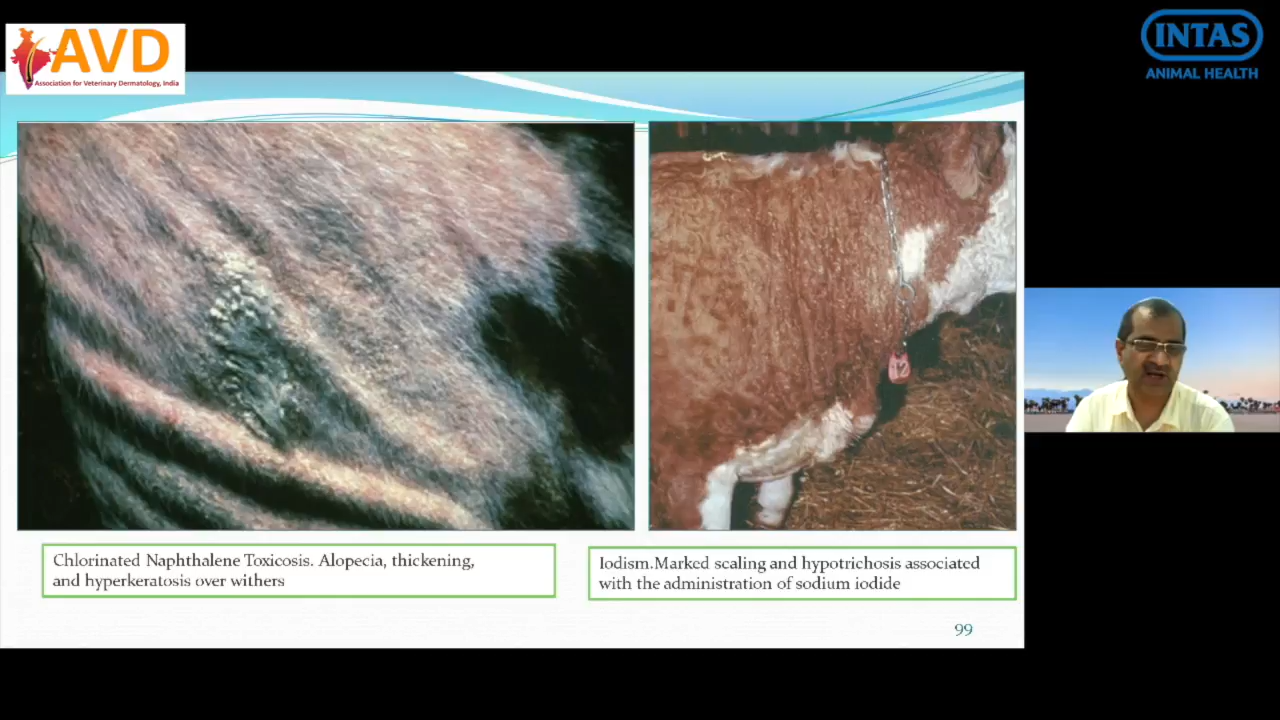 AVD
Association for Veterinary Dermatology, India
INTAS
ANIMAL HEALTH
12
Chlorinated Naphthalene Toxicosis. Alopecia, thickening,
and hyperkeratosis over withers
Iodism.Marked scaling and hypotrichosis associated
with the administration of sodium iodide
99